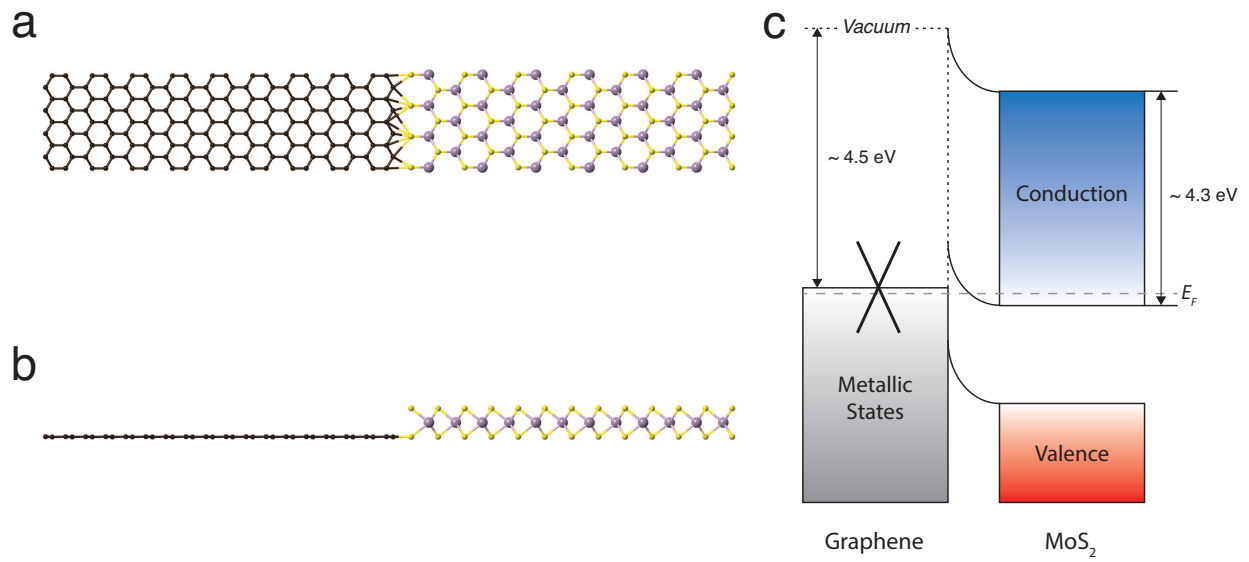 a
b
c
Vacuum
~ 4.5 eV
Conduction
~ 4.3 eV
E_F
Metallic
States
Valence
Graphene
MoS₂